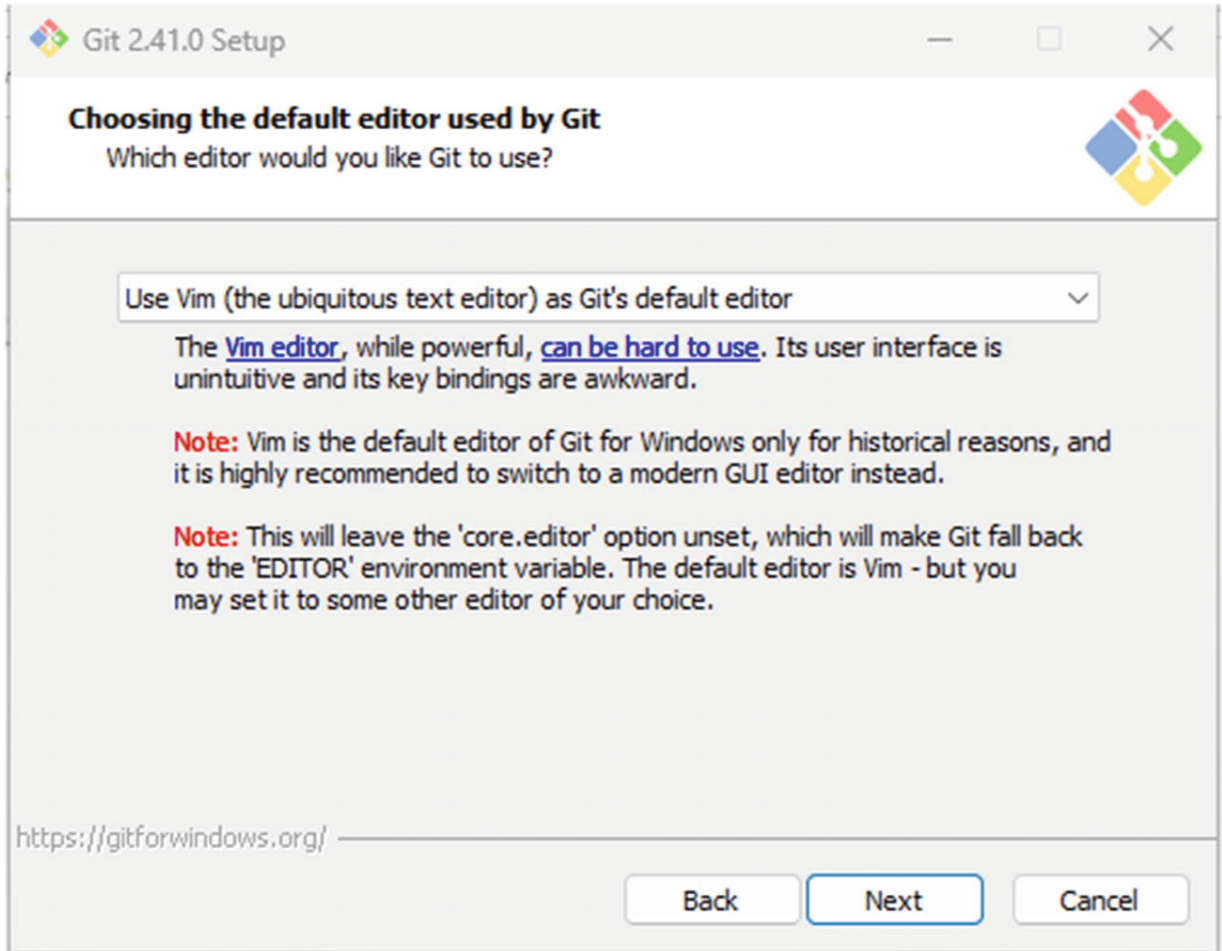 Git 2.41.0 Setup
Choosing the default editor used by Git
Which editor would you like Git to use?
Use Vim (the ubiquitous text editor) as Git's default editor
The Vim editor, while powerful, can be hard to use. Its user interface is
unintuitive and its key bindings are awkward.
Note: Vim is the default editor of Git for Windows only for historical reasons, and
it is highly recommended to switch to a modern GUI editor instead.
Note: This will leave the 'core.editor' option unset, which will make Git fall back
to the 'EDITOR' environment variable. The default editor is Vim - but you
may set it to some other editor of your choice.
https://gitforwindows.org/
Back Next Cancel